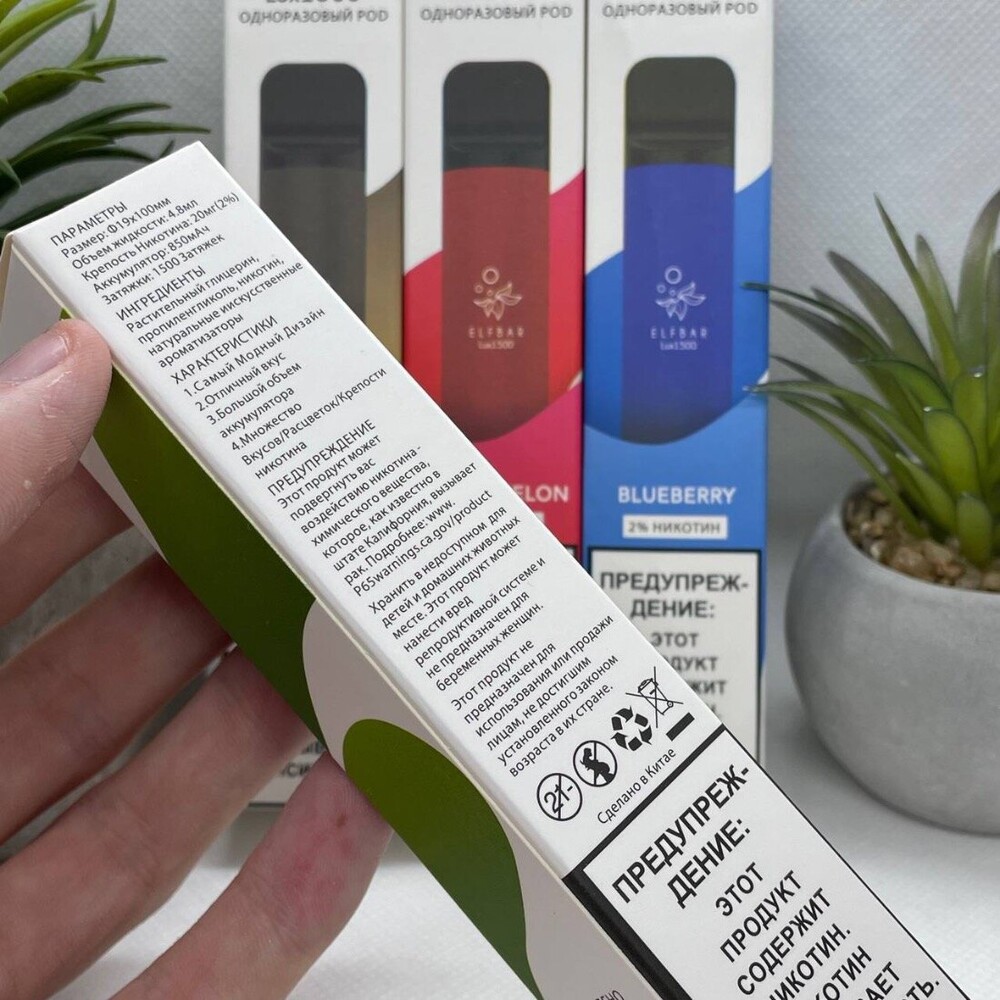 ОДНОРАЗОВЫЙ POD
ОДНОРАЗОВЫЙ POD
ОДНОРАЗОВЫЙ POD
ELFBAR
lux1500
ELFBAR
lux1500
ELON
BLUEBERRY
2% НИКОТИН
ПРЕДУПРЕЖ-
ДЕНИЕ:
ЭТОТ
ПАРАМЕТРЫ
Размер: Ф19х100мм
Объем жидкости: 4.8мл
Крепость Никотина: 20мг(2%)
Аккумулятор: 850мАч
Затяжки: 1500 Затяжек
ИНГРЕДИЕНТЫ
Растительный глицерин,
пропиленгликоль, никотин,
натуральные иискусственные
ароматизаторы
ХАРАКТЕРИСТИКИ
1.Самый Модный Дизайн
2.Отличный вкус
3.Большой объем
аккумулятора
4.Множество
Вкусов/Расцветок/Крепости
никотина
ПРЕДУПРЕЖДЕНИЕ
Этот продукт может
подвергнуть вас
воздействию никотина -
химического вещества,
которое, как известно в
штате Калифорния, вызывает
рак. Подробнее: www.
P65warnings.ca.gov/product
Хранить в недоступном для
детей и домашних животных
месте. Этот продукт может
нанести вред
репродуктивной системе и
не предназначен для
беременных женщин.
Этот продукт не
предназначен для
использования или продажи
лицам, не достигшим
установленного законом
возраста в их стране.
21-
Сделано в Китае
ПРЕДУПРЕЖ-
ДЕНИЕ:
ЭТОТ
ПРОДУКТ
СОДЕРЖИТ
НИКОТИН.